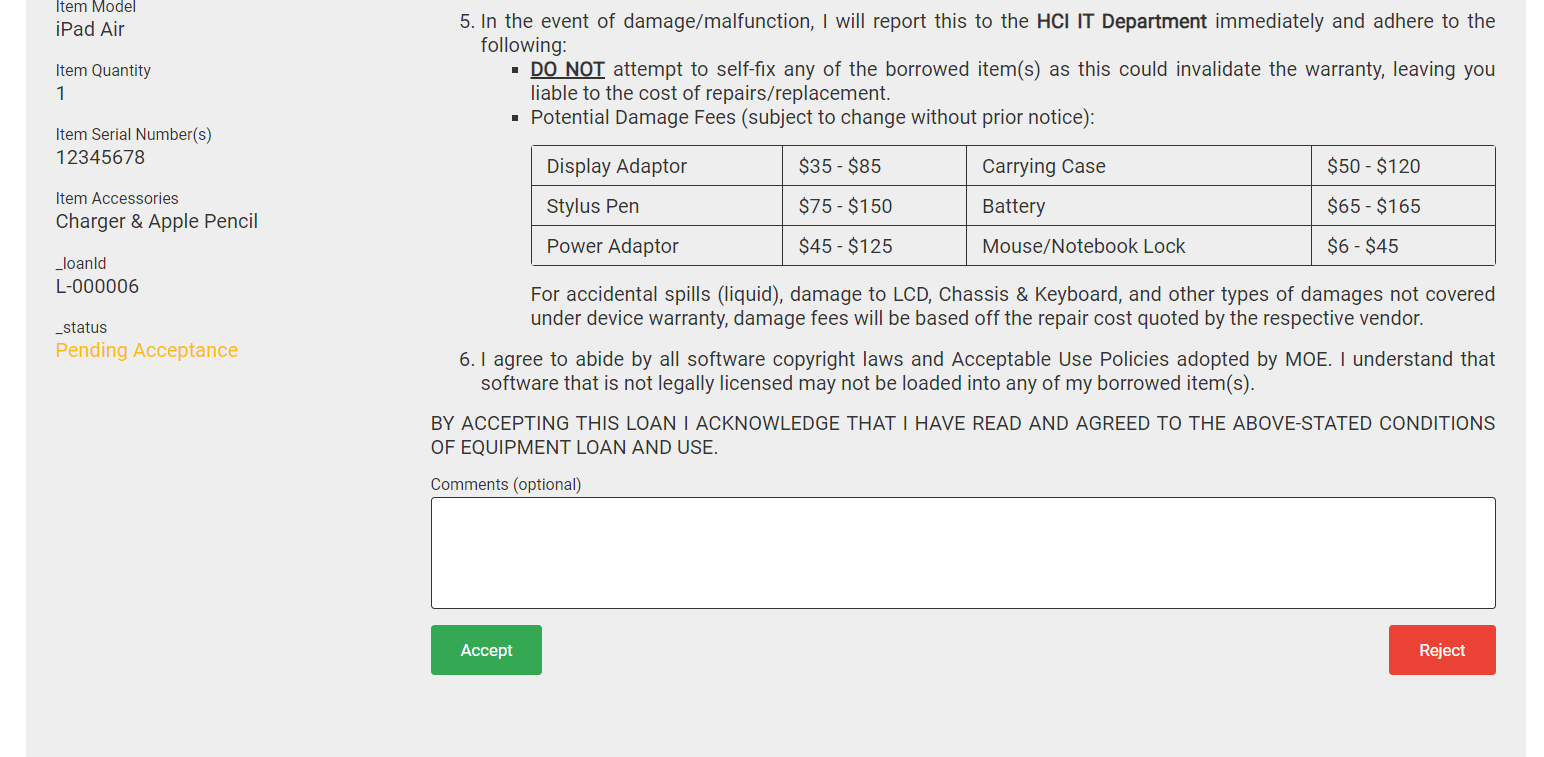 Item Model
iPad Air
Item Quantity
1
Item Serial Number(s)
12345678
Item Accessories
Charger & Apple Pencil
_loanId
L-000006
_status
Pending Acceptance
5. In the event of damage/malfunction, I will report this to the HCI IT Department immediately and adhere to the
following:
▪ DO NOT attempt to self-fix any of the borrowed item(s) as this could invalidate the warranty, leaving you
liable to the cost of repairs/replacement.
▪ Potential Damage Fees (subject to change without prior notice):
Display Adaptor $35 - $85 Carrying Case $50 - $120
Stylus Pen $75 - $150 Battery $65 - $165
Power Adaptor $45 - $125 Mouse/Notebook Lock $6 - $45
For accidental spills (liquid), damage to LCD, Chassis & Keyboard, and other types of damages not covered
under device warranty, damage fees will be based off the repair cost quoted by the respective vendor.
6. I agree to abide by all software copyright laws and Acceptable Use Policies adopted by MOE. I understand that
software that is not legally licensed may not be loaded into any of my borrowed item(s).
BY ACCEPTING THIS LOAN I ACKNOWLEDGE THAT I HAVE READ AND AGREED TO THE ABOVE-STATED CONDITIONS
OF EQUIPMENT LOAN AND USE.
Comments (optional)
Accept Reject